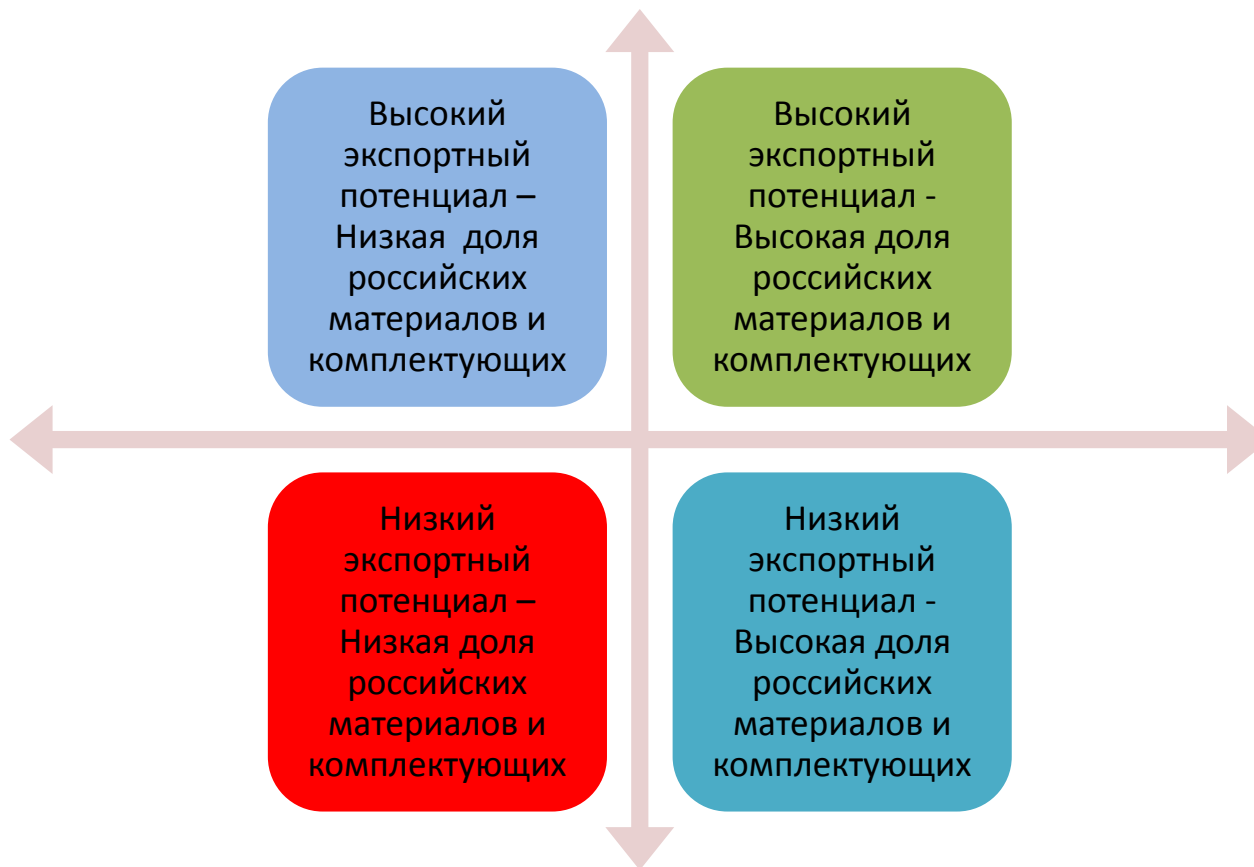 Высокий
экспортный
потенциал –
Низкая  доля
российских
материалов и
комплектующих
Высокий
экспортный
потенциал -
Высокая доля
российских
материалов и
комплектующих
Низкий
экспортный
потенциал –
Низкая доля
российских
материалов и
комплектующих
Низкий
экспортный
потенциал -
Высокая доля
российских
материалов и
комплектующих